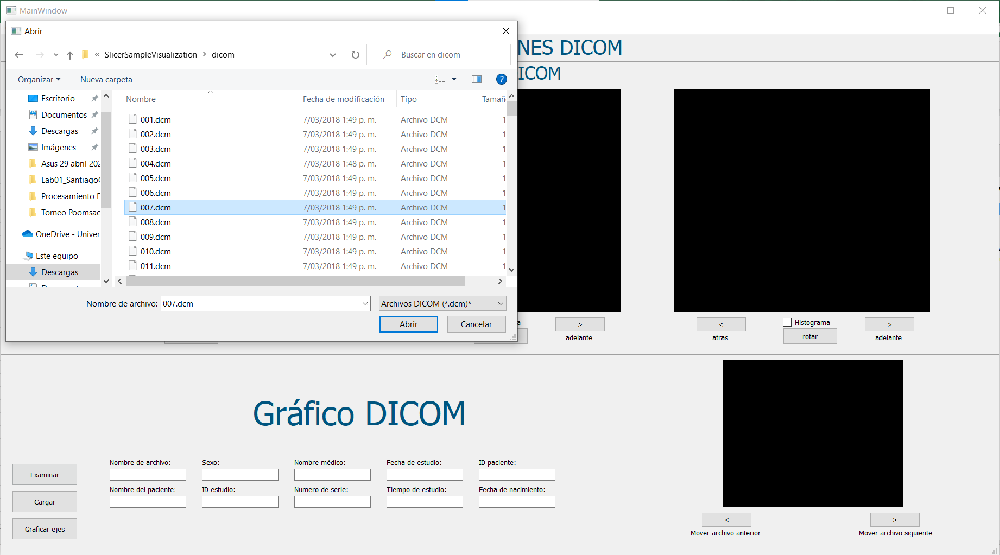 MainWindow
Abrir
« SlicerSampleVisualization > dicom
Buscar en dicom
NES DICOM
ICOM
Organizar
Nueva carpeta
Escritorio
Documentos
Descargas
Imágenes
Asus 29 abril 202
Lab01_Santiago
Procesamiento D
Torneo Poomsae
OneDrive - Univer
Este equipo
Descargas
Nombre Fecha de modificación Tipo Tamañ
001.dcm 7/03/2018 1:49 p. m. Archivo DCM 1
002.dcm 7/03/2018 1:49 p. m. Archivo DCM 1
003.dcm 7/03/2018 1:49 p. m. Archivo DCM 1
004.dcm 7/03/2018 1:48 p. m. Archivo DCM 1
005.dcm 7/03/2018 1:49 p. m. Archivo DCM 1
006.dcm 7/03/2018 1:49 p. m. Archivo DCM 1
007.dcm 7/03/2018 1:49 p. m. Archivo DCM 1
008.dcm 7/03/2018 1:49 p. m. Archivo DCM 1
009.dcm 7/03/2018 1:49 p. m. Archivo DCM 1
010.dcm 7/03/2018 1:49 p. m. Archivo DCM 1
011.dcm 7/03/2018 1:49 p. m. Archivo DCM 1
Nombre de archivo: 007.dcm Archivos DICOM (*.dcm)*
Abrir Cancelar
a
>
adelante
<
atras
Histograma
rotar
>
adelante
Gráfico DICOM
Examinar
Cargar
Graficar ejes
Nombre de archivo: Sexo: Nombre médico: Fecha de estudio: ID paciente:
Nombre del paciente: ID estudio: Numero de serie: Tiempo de estudio: Fecha de nacimiento:
< >
Mover archivo anterior Mover archivo siguiente